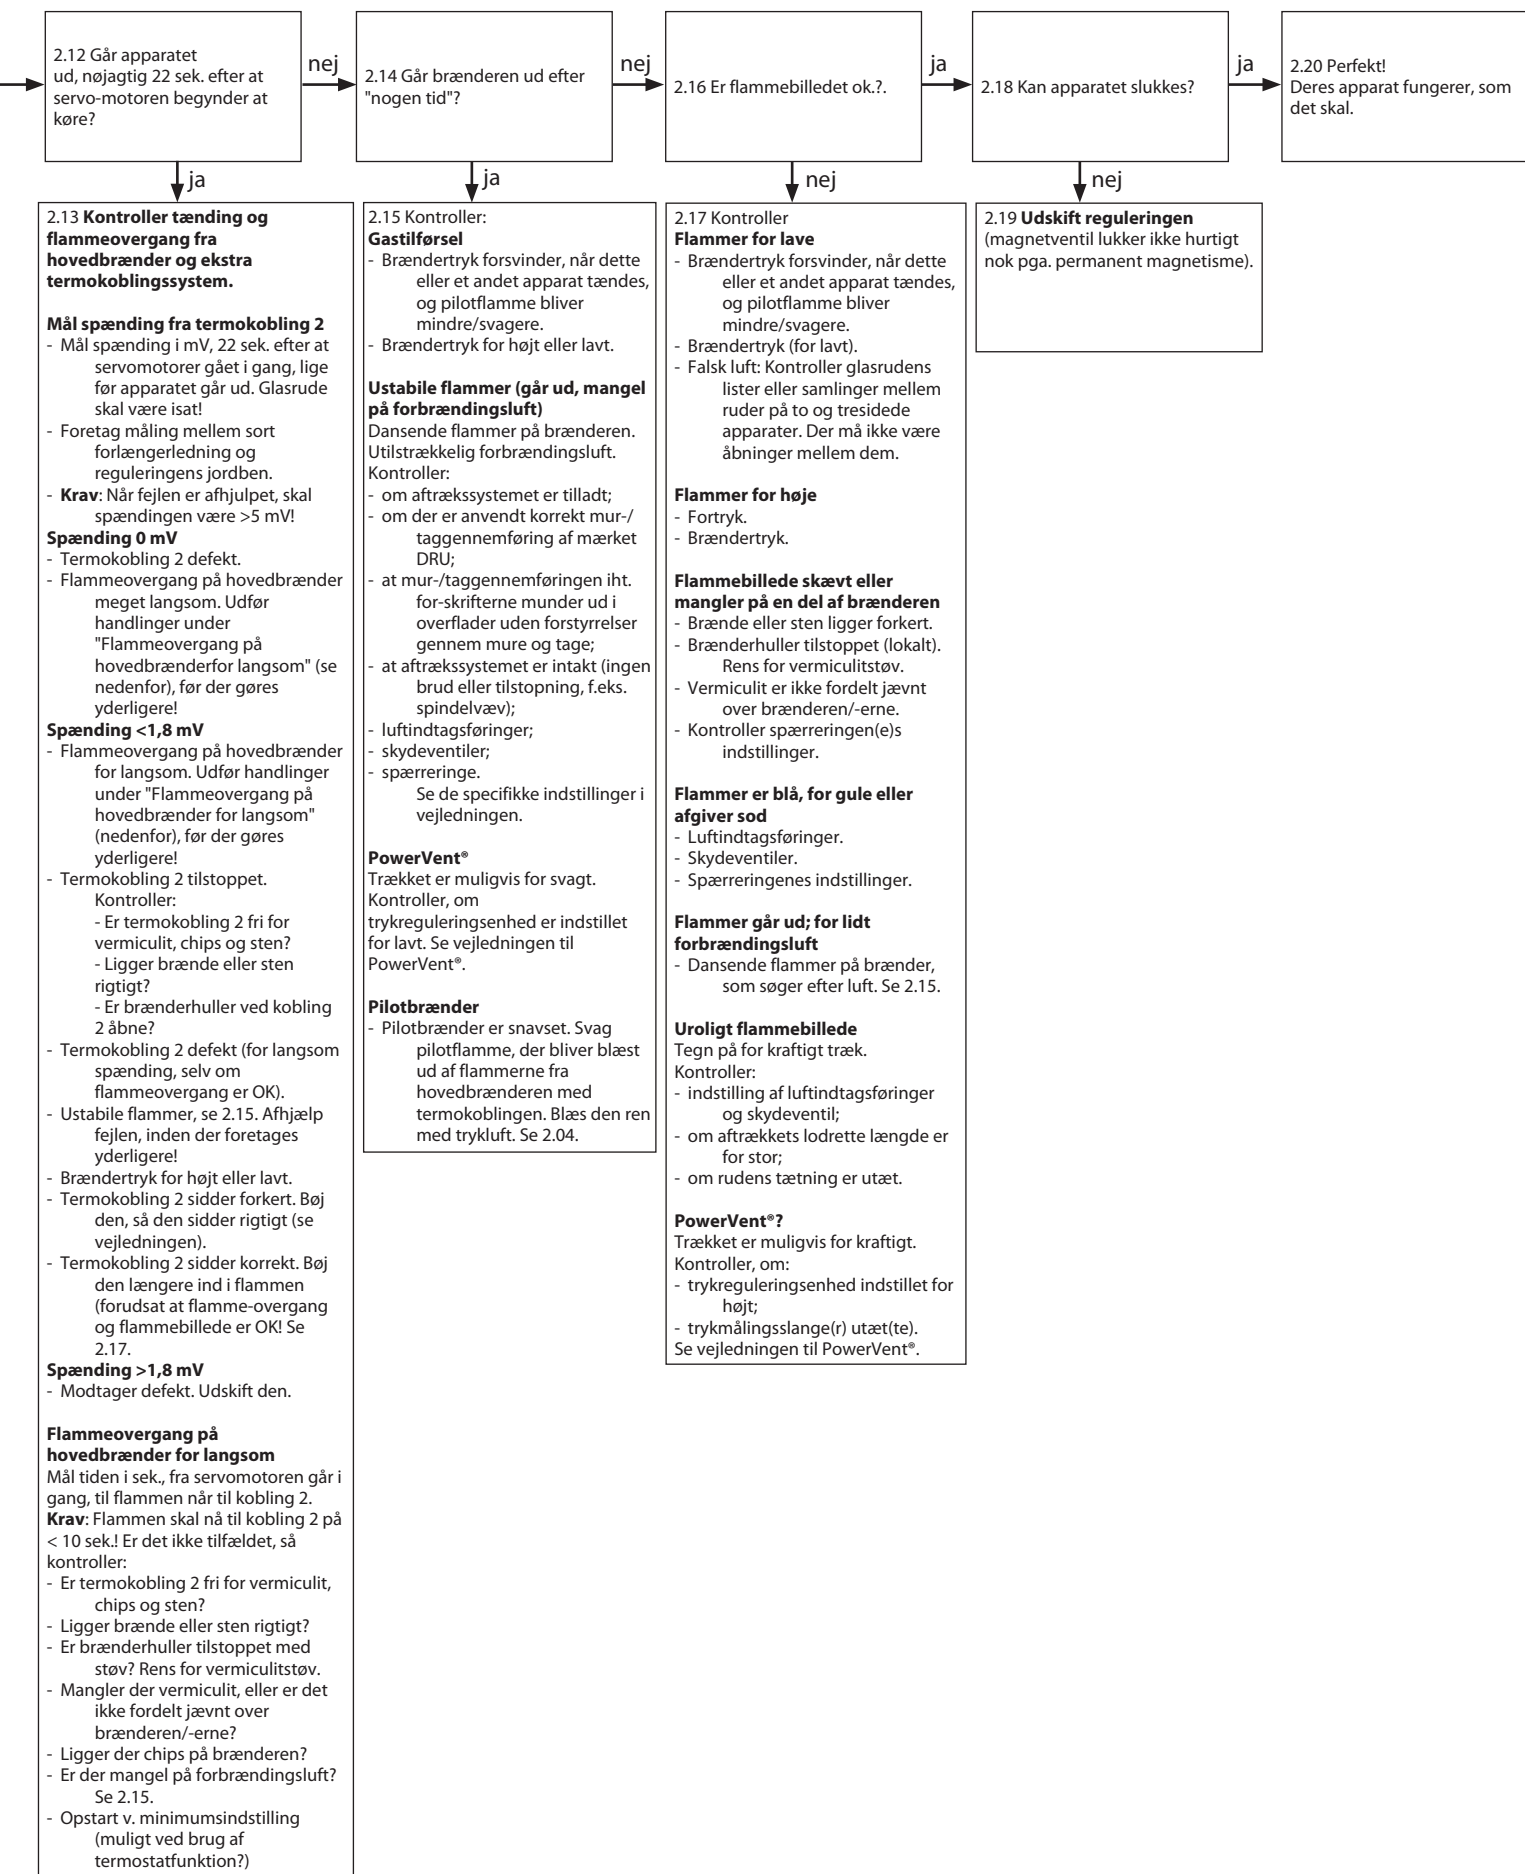 2.12 Går apparatet
ud, nøjagtig 22 sek. efter at
servo-motoren begynder at
køre?
nej
2.14 Går brænderen ud efter
"nogen tid"?
nej
2.16 Er flammebilledet ok.?.
ja
2.18 Kan apparatet slukkes?
ja
2.20 Perfekt!
Deres apparat fungerer, som
det skal.
ja
ja
nej
nej
2.13 Kontroller tænding og
flammeovergang fra
hovedbrænder og ekstra
termokoblingssystem.
Mål spænding fra termokobling 2
- Mål spænding i mV, 22 sek. efter at
servomotorer gået i gang, lige
før apparatet går ud. Glasrude
skal være isat!
- Foretag måling mellem sort
forlængerledning og
reguleringens jordben.
- Krav: Når fejlen er afhjulpet, skal
spændingen være >5 mV!
Spænding 0 mV
- Termokobling 2 defekt.
- Flammeovergang på hovedbrænder
meget langsom. Udfør
handlinger under
"Flammeovergang på
hovedbrænderfor langsom" (se
nedenfor), før der gøres
yderligere!
Spænding <1,8 mV
- Flammeovergang på hovedbrænder
for langsom. Udfør handlinger
under "Flammeovergang på
hovedbrænder for langsom"
(nedenfor), før der gøres
yderligere!
- Termokobling 2 tilstoppet.
Kontroller:
- Er termokobling 2 fri for
vermiculit, chips og sten?
- Ligger brænde eller sten
rigtigt?
- Er brænderhuller ved kobling
2 åbne?
- Termokobling 2 defekt (for langsom
spænding, selv om
flammeovergang er OK).
- Ustabile flammer, se 2.15. Afhjælp
fejlen, inden der foretages
yderligere!
- Brændertryk for højt eller lavt.
- Termokobling 2 sidder forkert. Bøj
den, så den sidder rigtigt (se
vejledningen).
- Termokobling 2 sidder korrekt. Bøj
den længere ind i flammen
(forudsat at flamme-overgang
og flammebillede er OK! Se
2.17.
Spænding >1,8 mV
- Modtager defekt. Udskift den.
Flammeovergang på
hovedbrænder for langsom
Mål tiden i sek., fra servomotoren går i
gang, til flammen når til kobling 2.
Krav: Flammen skal nå til kobling 2 på
< 10 sek.! Er det ikke tilfældet, så
kontroller:
- Er termokobling 2 fri for vermiculit,
chips og sten?
- Ligger brænde eller sten rigtigt?
- Er brænderhuller tilstoppet med
støv? Rens for vermiculitstøv.
- Mangler der vermiculit, eller er det
ikke fordelt jævnt over
brænderen/-erne?
- Ligger der chips på brænderen?
- Er der mangel på forbrændingsluft?
Se 2.15.
- Opstart v. minimumsindstilling
(muligt ved brug af
termostatfunktion?)
2.15 Kontroller:
Gastilførsel
- Brændertryk forsvinder, når dette
eller et andet apparat tændes,
og pilotflamme bliver
mindre/svagere.
- Brændertryk for højt eller lavt.
Ustabile flammer (går ud, mangel
på forbrændingsluft)
Dansende flammer på brænderen.
Utilstrækkelig forbrændingsluft.
Kontroller:
- om aftrækssystemet er tilladt;
- om der er anvendt korrekt mur-/
taggennemføring af mærket
DRU;
- at mur-/taggennemføringen iht.
for-skrifterne munder ud i
overflader uden forstyrrelser
gennem mure og tage;
- at aftrækssystemet er intakt (ingen
brud eller tilstopning, f.eks.
spindelvæv);
- luftindtagsføringer;
- skydeventiler;
- spærreringe.
Se de specifikke indstillinger i
vejledningen.
PowerVent®
Trækket er muligvis for svagt.
Kontroller, om
trykreguleringsenhed er indstillet
for lavt. Se vejledningen til
PowerVent®.
Pilotbrænder
- Pilotbrænder er snavset. Svag
pilotflamme, der bliver blæst
ud af flammerne fra
hovedbrænderen med
termokoblingen. Blæs den ren
med trykluft. Se 2.04.
2.17 Kontroller
Flammer for lave
- Brændertryk forsvinder, når dette
eller et andet apparat tændes,
og pilotflamme bliver
mindre/svagere.
- Brændertryk (for lavt).
- Falsk luft: Kontroller glasrudens
lister eller samlinger mellem
ruder på to og tresidede
apparater. Der må ikke være
åbninger mellem dem.
Flammer for høje
- Fortryk.
- Brændertryk.
Flammebillede skævt eller
mangler på en del af brænderen
- Brænde eller sten ligger forkert.
- Brænderhuller tilstoppet (lokalt).
Rens for vermiculitstøv.
- Vermiculit er ikke fordelt jævnt
over brænderen/-erne.
- Kontroller spærreringen(e)s
indstillinger.
Flammer er blå, for gule eller
afgiver sod
- Luftindtagsføringer.
- Skydeventiler.
- Spærreringenes indstillinger.
Flammer går ud; for lidt
forbrændingsluft
- Dansende flammer på brænder,
som søger efter luft. Se 2.15.
Uroligt flammebillede
Tegn på for kraftigt træk.
Kontroller:
- indstilling af luftindtagsføringer
og skydeventil;
- om aftrækkets lodrette længde er
for stor;
- om rudens tætning er utæt.
PowerVent®?
Trækket er muligvis for kraftigt.
Kontroller, om:
- trykreguleringsenhed indstillet for
højt;
- trykmålingsslange(r) utæt(te).
Se vejledningen til PowerVent®.
2.19 Udskift reguleringen
(magnetventil lukker ikke hurtigt
nok pga. permanent magnetisme).